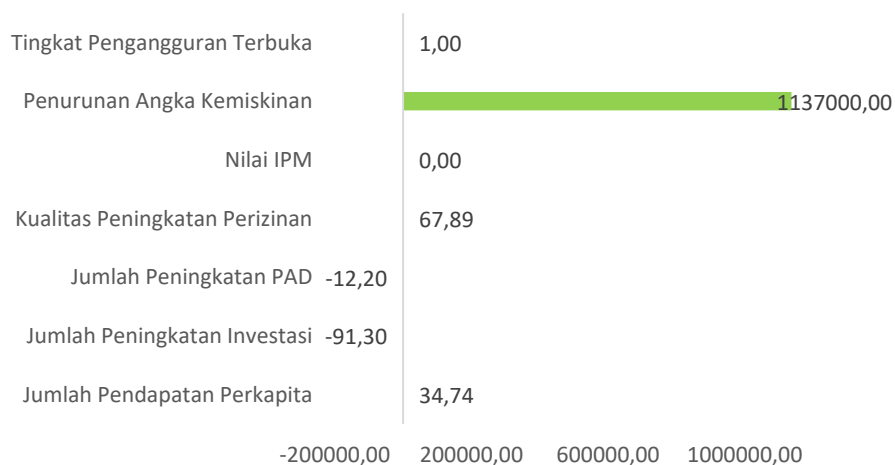 Tingkat Pengangguran Terbuka 1,00
Penurunan Angka Kemiskinan 1137000,00
Nilai IPM 0,00
Kualitas Peningkatan Perizinan 67,89
Jumlah Peningkatan PAD -12,20
Jumlah Peningkatan Investasi -91,30
Jumlah Pendapatan Perkapita 34,74
-200000,00 200000,00 600000,00 1000000,00